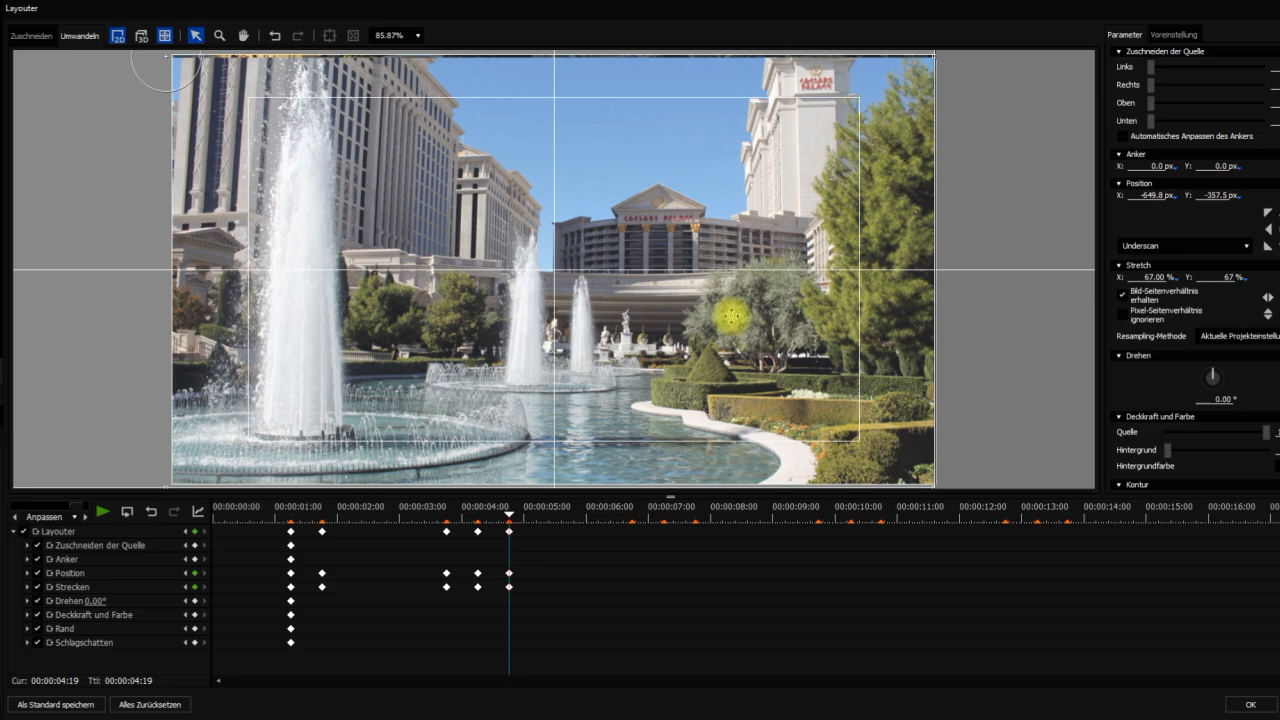 Layouter
Zuschneiden Umwandeln 2D 3D 85.87%
Parameter Voreinstellung
Zuschneiden der Quelle
Links
Rechts
Oben
Unten
Automatisches Anpassen des Ankers
Anker
X: 0.0 px Y: 0.0 px
Position
X: -649.8 px Y: -357.5 px
Underscan
Stretch
X: 67.00 % Y: 67 %
Bild-Seitenverhältnis
erhalten
Pixel-Seitenverhältnis
ignorieren
Resampling-Methode Aktuelle Projekteinstellu
Drehen
0.00 °
Deckkraft und Farbe
Quelle
Hintergrund
Hintergrundfarbe
Kontur
CAESARS
PALACE
CAESARS PALACE
Anpassen
00:00:00:00 00:00:01:00 00:00:02:00 00:00:03:00 00:00:04:00 00:00:05:00 00:00:06:00 00:00:07:00 00:00:08:00 00:00:09:00 00:00:10:00 00:00:11:00 00:00:12:00 00:00:13:00 00:00:14:00 00:00:15:00 00:00:16:00
Layouter
Zuschneiden der Quelle
Anker
Position
Strecken
Drehen 0.00°
Deckkraft und Farbe
Rand
Schlagschatten
Cur: 00:00:04:19 Ttl: 00:00:04:19
Als Standard speichern Alles Zurücksetzen OK